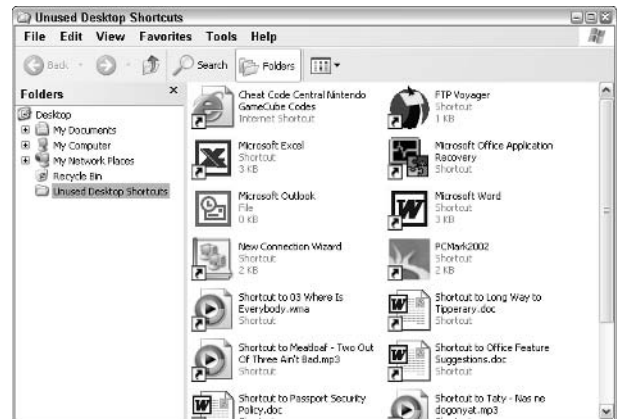 Unused Desktop Shortcuts
File Edit View Favorites Tools Help
Back Search Folders
Folders
Desktop
My Documents
My Computer
My Network Places
Recycle Bin
Unused Desktop Shortcuts
Cheat Code Central Nintendo
GameCube Codes
Internet Shortcut
FTP Voyager
Shortcut
1 KB
Microsoft Excel
Shortcut
3 KB
Microsoft Office Application
Recovery
Shortcut
Microsoft Outlook
File
0 KB
Microsoft Word
Shortcut
3 KB
New Connection Wizard
Shortcut
2 KB
PCMark2002
Shortcut
2 KB
Shortcut to 03 Where Is
Everybody.wma
Shortcut
Shortcut to Long Way to
Tipperary.doc
Shortcut
Shortcut to Meatloaf - Two Out
Of Three Ain't Bad.mp3
Shortcut
Shortcut to Office Feature
Suggestions.doc
Shortcut
Shortcut to Passport Security
Policy.doc
Shortcut
Shortcut to Taty - Nas ne
dogonyat.mp3
Shortcut